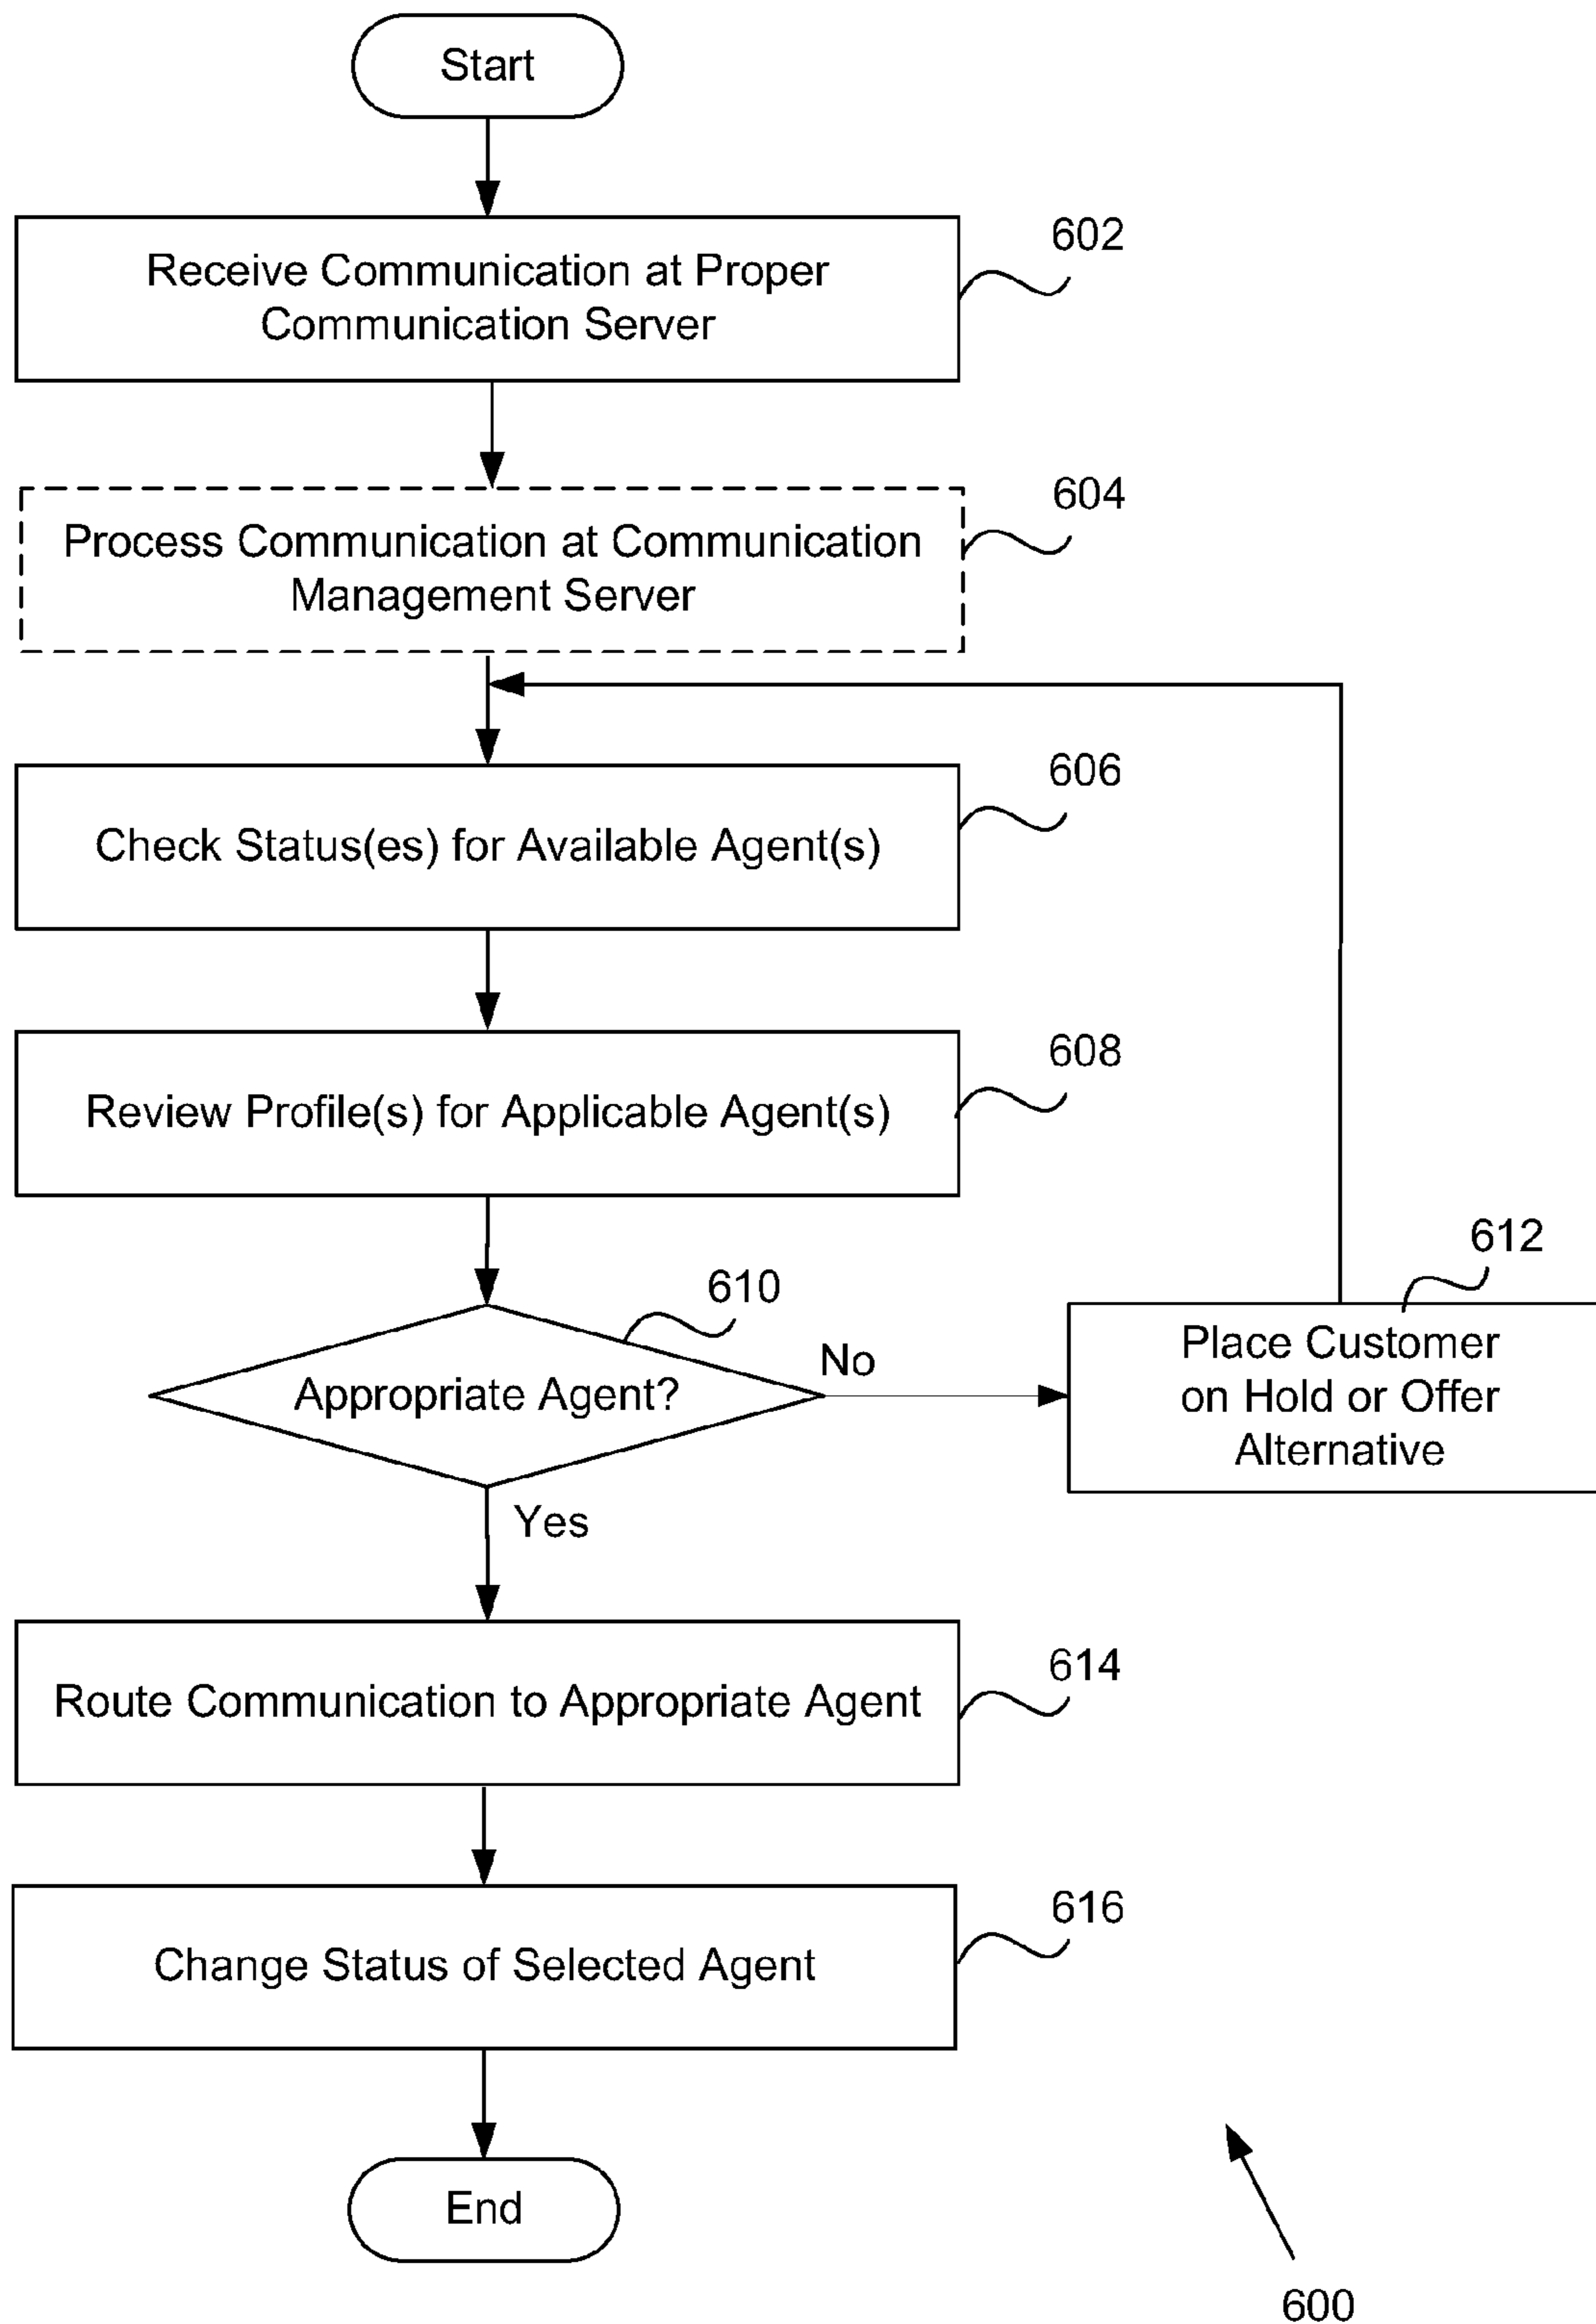 Start
Receive Communication at Proper
Communication Server
602
Process Communication at Communication
Management Server
604
Check Status(es) for Available Agent(s)
606
Review Profile(s) for Applicable Agent(s)
608
Appropriate Agent?
610
No
Place Customer
on Hold or Offer
Alternative
612
Yes
Route Communication to Appropriate Agent
614
Change Status of Selected Agent
616
End
600